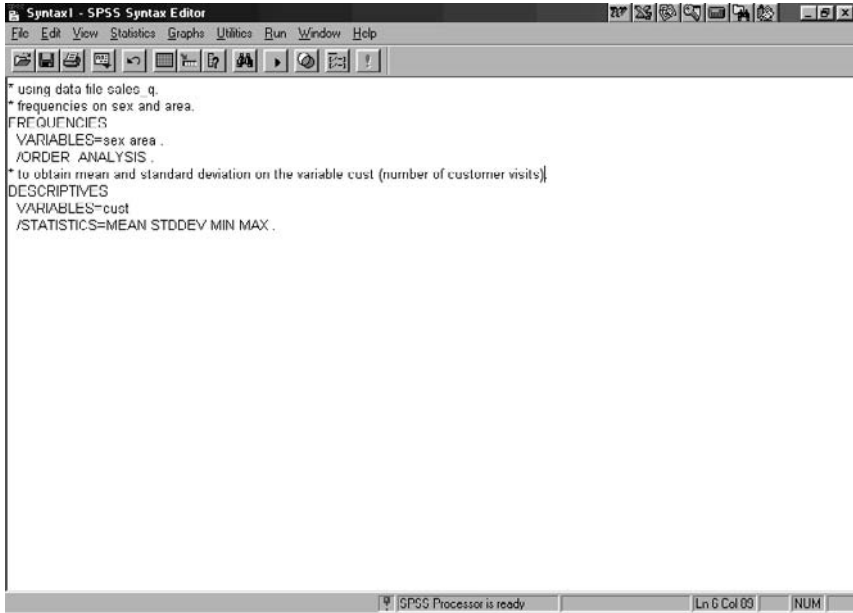 Syntax1 - SPSS Syntax Editor
File Edit View Statistics Graphs Utilities Run Window Help
* using data file sales_q.
* frequencies on sex and area.
FREQUENCIES
VARIABLES=sex area .
/ORDER ANALYSIS .
* to obtain mean and standard deviation on the variable cust (number of customer visits).
DESCRIPTIVES
VARIABLES=cust
/STATISTICS=MEAN STDDEV MIN MAX .
SPSS Processor is ready Ln 6 Col 89 NUM